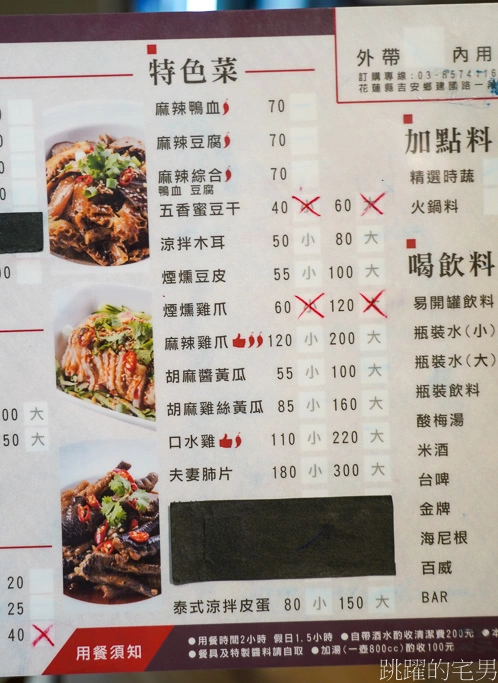 特色菜
麻辣鴨血 70
麻辣豆腐 70
麻辣綜合 70
鴨血 豆腐
五香蜜豆干 40 小 60 大
涼拌木耳 50 小 80 大
煙燻豆皮 55 小 100 大
煙燻雞爪 60 小 120 大
麻辣雞爪 120 小 200 大
胡麻醬黃瓜 55 小 100 大
胡麻雞絲黃瓜 85 小 160 大
口水雞 110 小 220 大
夫妻肺片 180 小 300 大
泰式涼拌皮蛋 80 小 150 大
外帶 內用
訂購專線:03-8574116
花蓮縣吉安鄉建國路一
加點料
精選時蔬
火鍋料
喝飲料
易開罐飲料
瓶裝水(小)
瓶裝水(大)
瓶裝飲料
酸梅湯
米酒
台啤
金牌
海尼根
百威
BAR
00 大
50 大
20
25
40
用餐須知
●用餐時間2小時 假日1.5小時 ●自帶酒水酌收清潔費200元
●餐具及特製醬料請自取 ●加湯(一壺800cc)酌收100元
跳躍的宅男